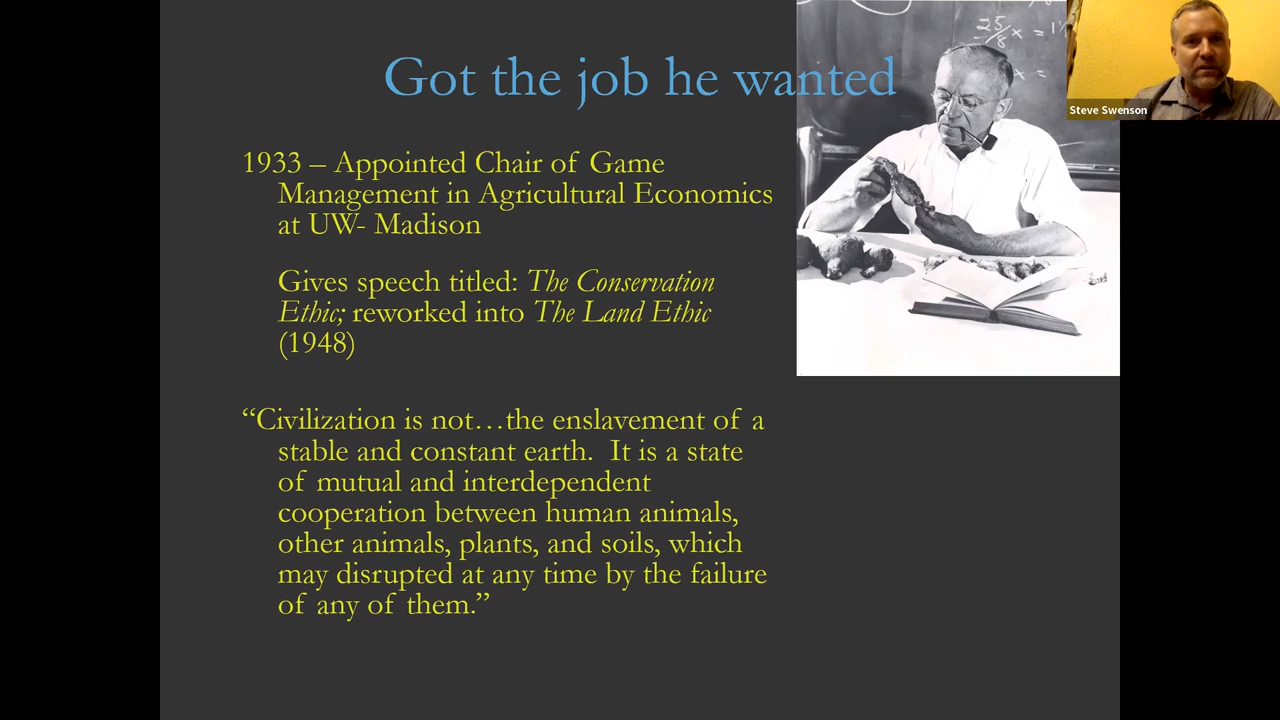 Got the job he wanted
25/8 x = 1
x =
Steve Swenson
1933 – Appointed Chair of Game
Management in Agricultural Economics
at UW- Madison
Gives speech titled: The Conservation
Ethic; reworked into The Land Ethic
(1948)
“Civilization is not…the enslavement of a
stable and constant earth.  It is a state
of mutual and interdependent
cooperation between human animals,
other animals, plants, and soils, which
may disrupted at any time by the failure
of any of them.”